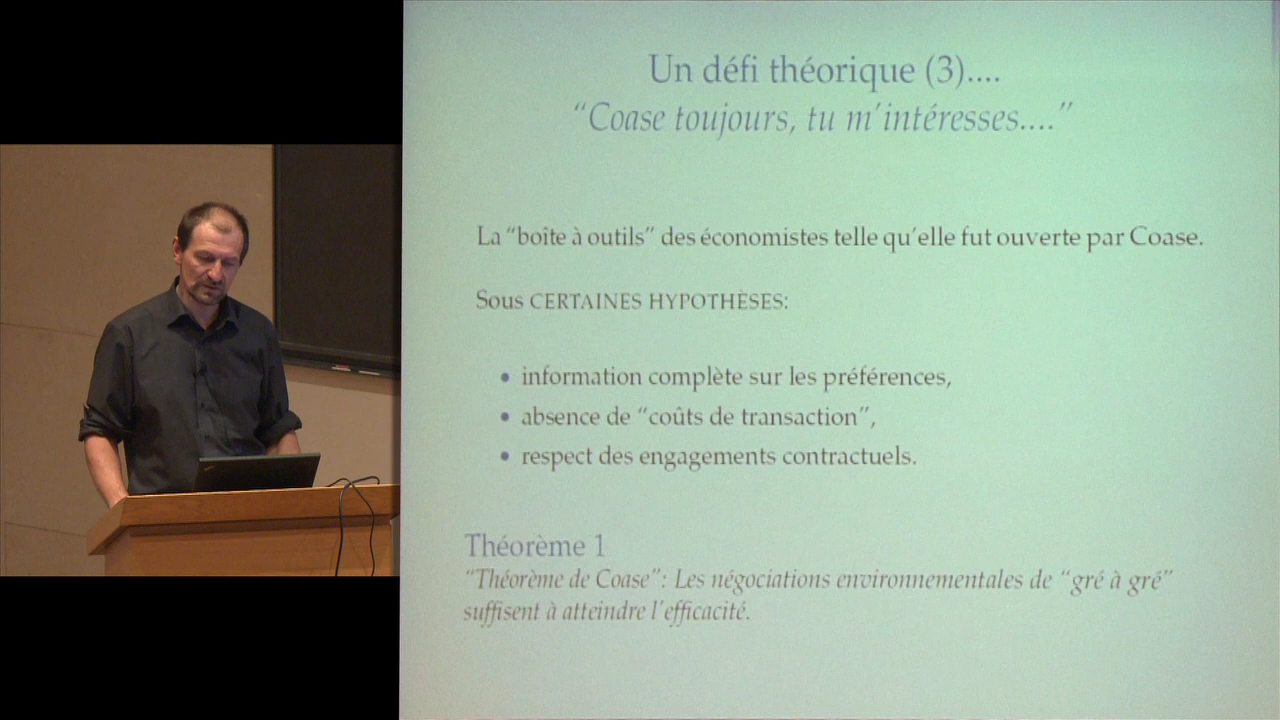 Un défi théorique (3)....
“Coase toujours, tu m’intéresses....”
La “boîte à outils” des économistes telle qu’elle fut ouverte par Coase.
Sous CERTAINES HYPOTHÈSES:
• information complète sur les préférences,
• absence de “coûts de transaction”,
• respect des engagements contractuels.
Théorème 1
“Théorème de Coase”: Les négociations environnementales de “gré à gré”
suffisent à atteindre l’efficacité.